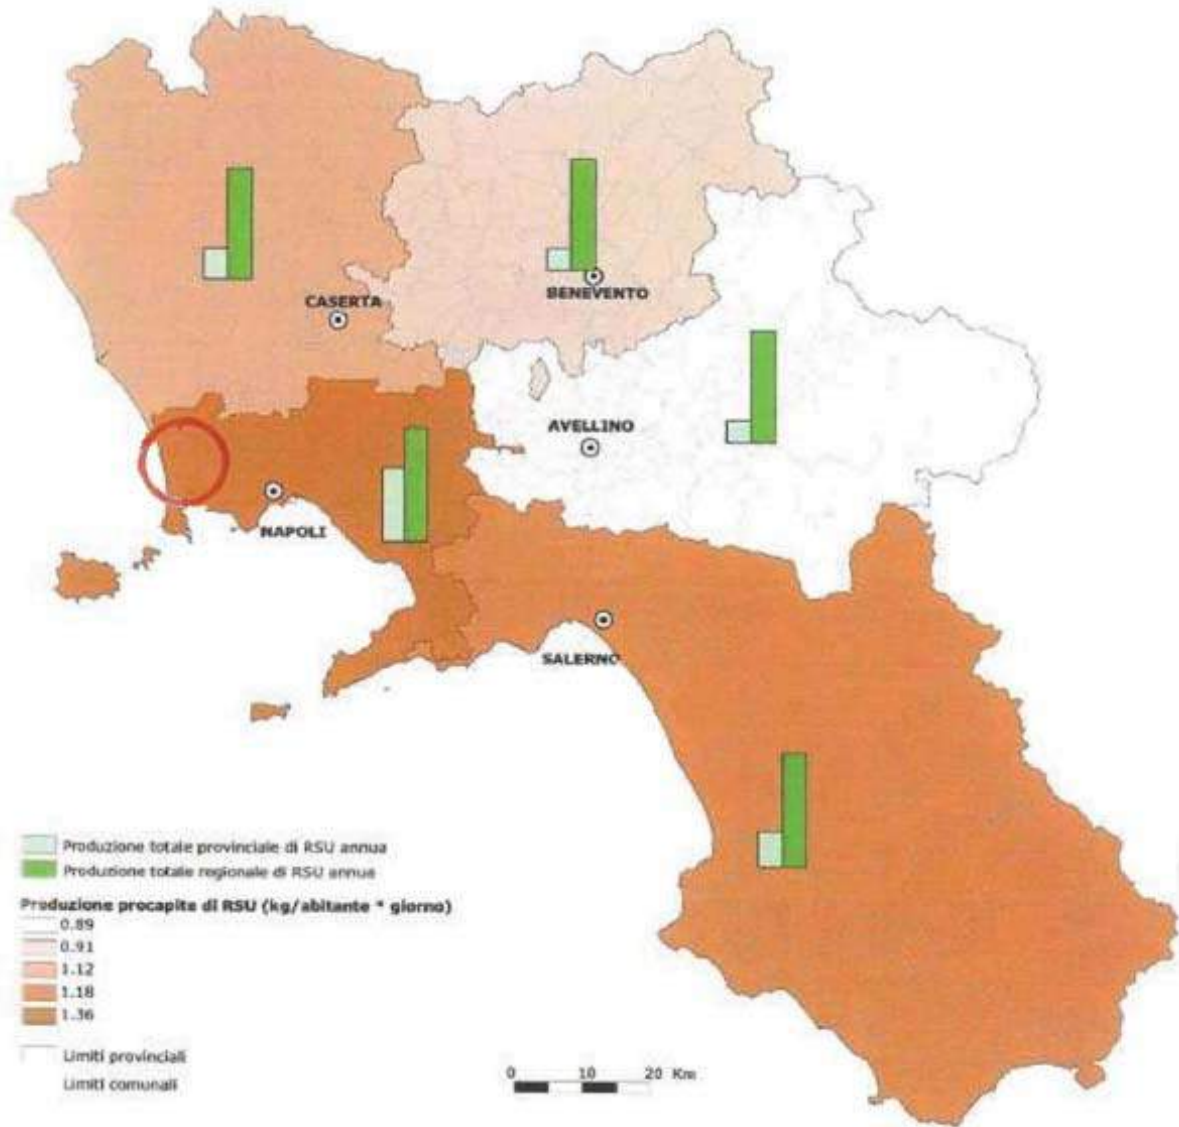 CASERTA
BENEVENTO
AVELLINO
NAPOLI
SALERNO
Produzione totale provinciale di RSU annua
Produzione totale regionale di RSU annua
Produzione procapite di RSU (kg/abitante * giorno)
0.89
0.91
1.12
1.18
1.36
Limiti provinciali
Limiti comunali
0 10 20 Km